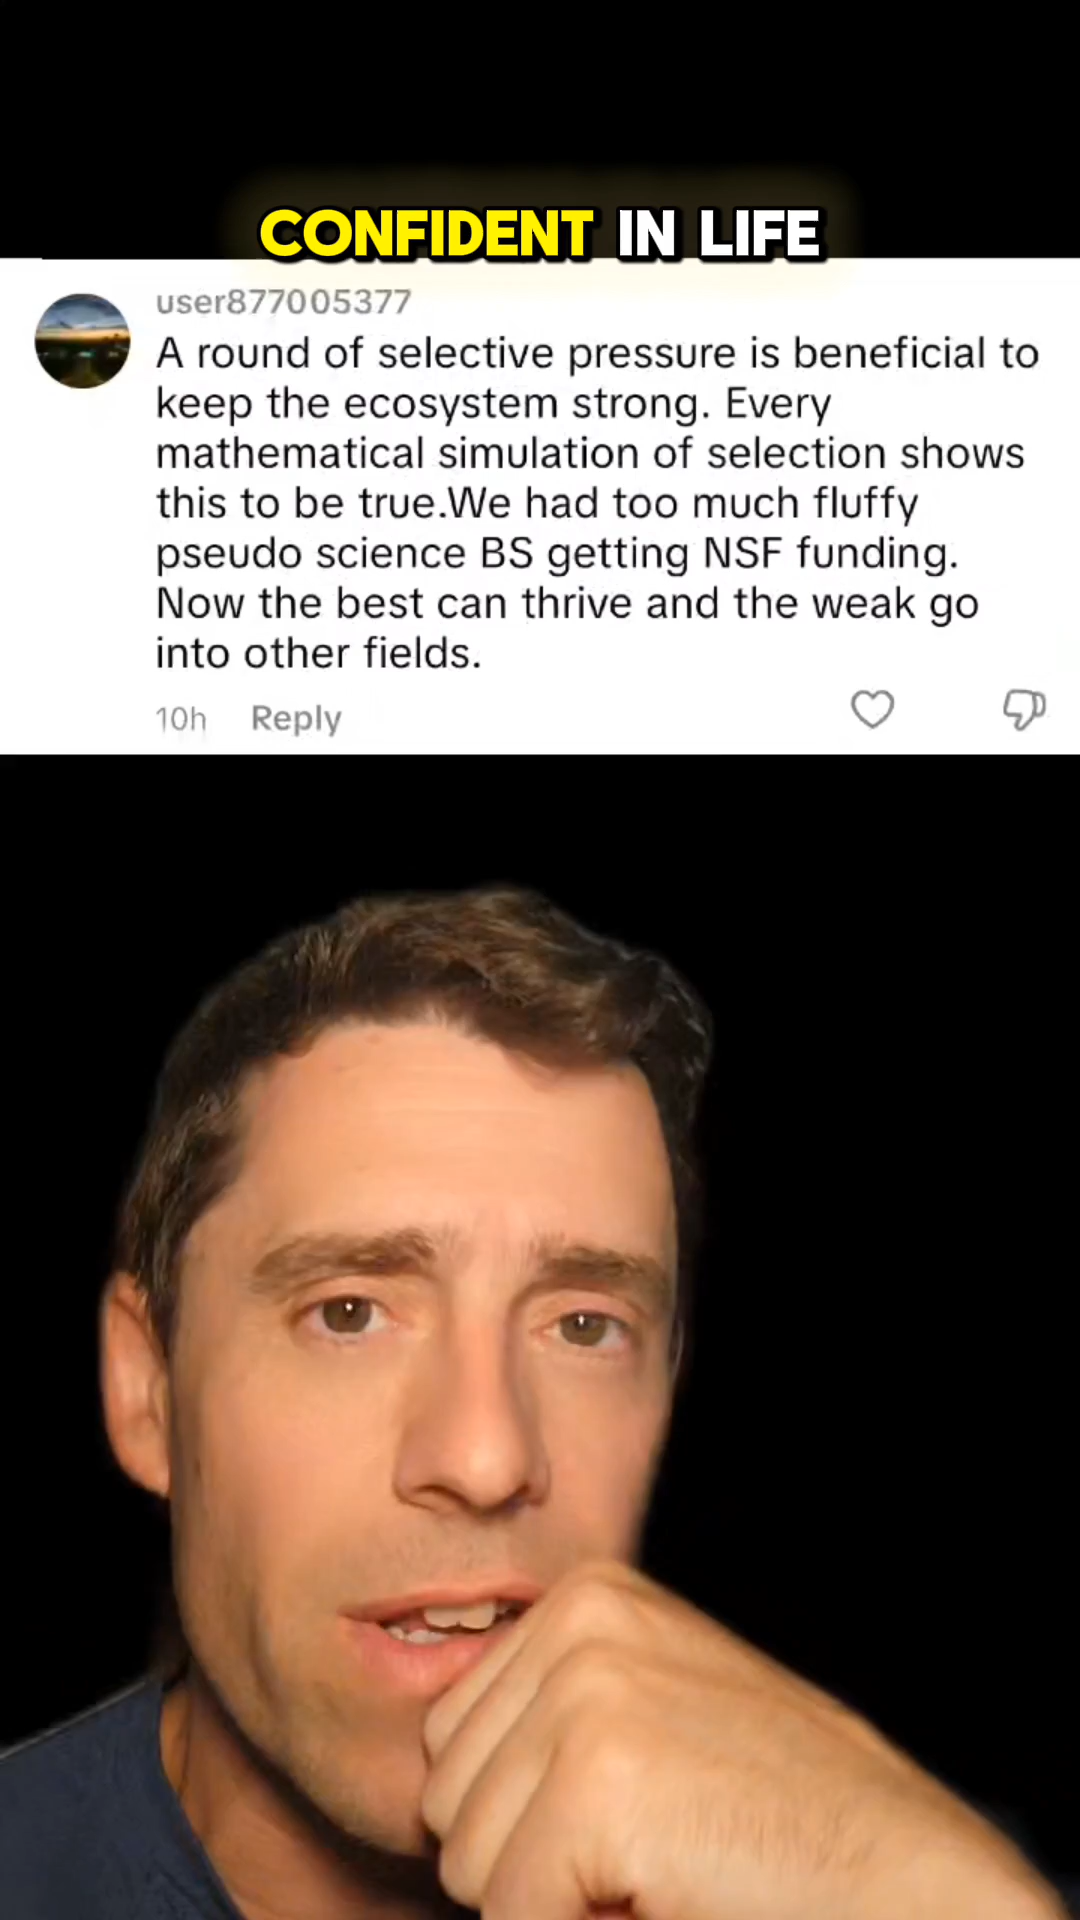 CONFIDENT IN LIFE
user877005377
A round of selective pressure is beneficial to
keep the ecosystem strong. Every
mathematical simulation of selection shows
this to be true.We had too much fluffy
pseudo science BS getting NSF funding.
Now the best can thrive and the weak go
into other fields.
10h Reply